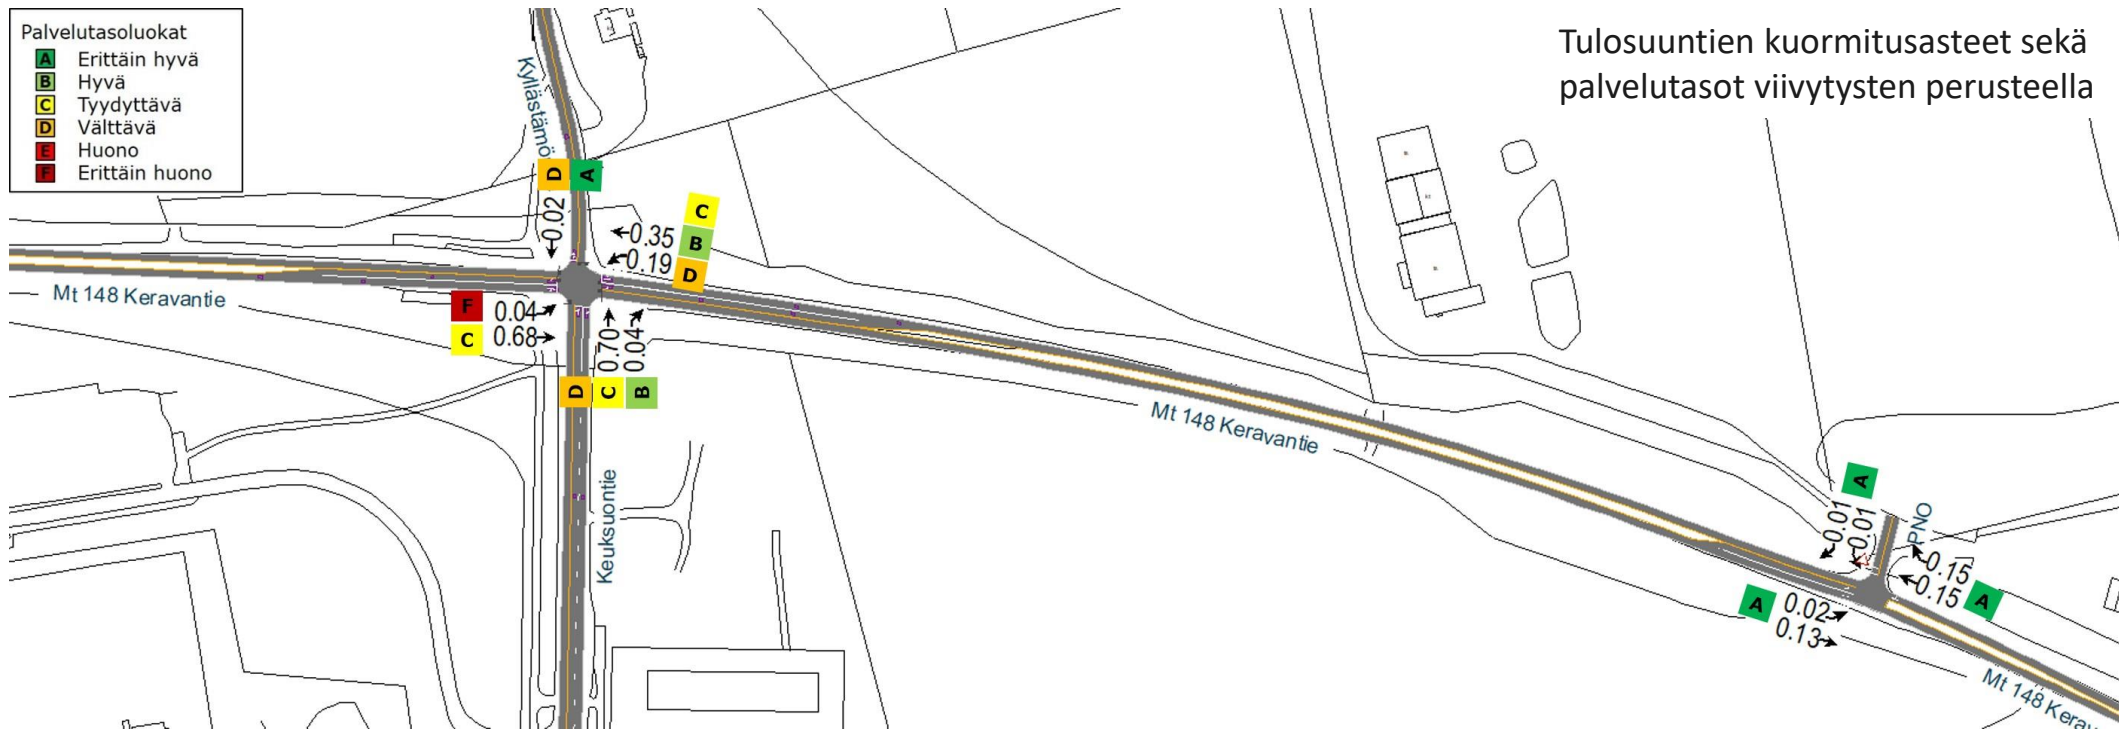 Palvelutasoluokat
A Erittäin hyvä
B Hyvä
C Tyydyttävä
D Välttävä
E Huono
F Erittäin huono
Tulosuuntien kuormitusasteet sekä
palvelutasot viivytysten perusteella
Kyllästämö
D A
0.02
C
0.35 B
0.19 D
Mt 148 Keravantie
F 0.04
C 0.68
0.70
0.04
D C B
Keuksuontie
Mt 148 Keravantie
A
0.01
0.01
PNO
0.15
0.15 A
A 0.02
0.13
Mt 148 Kerav